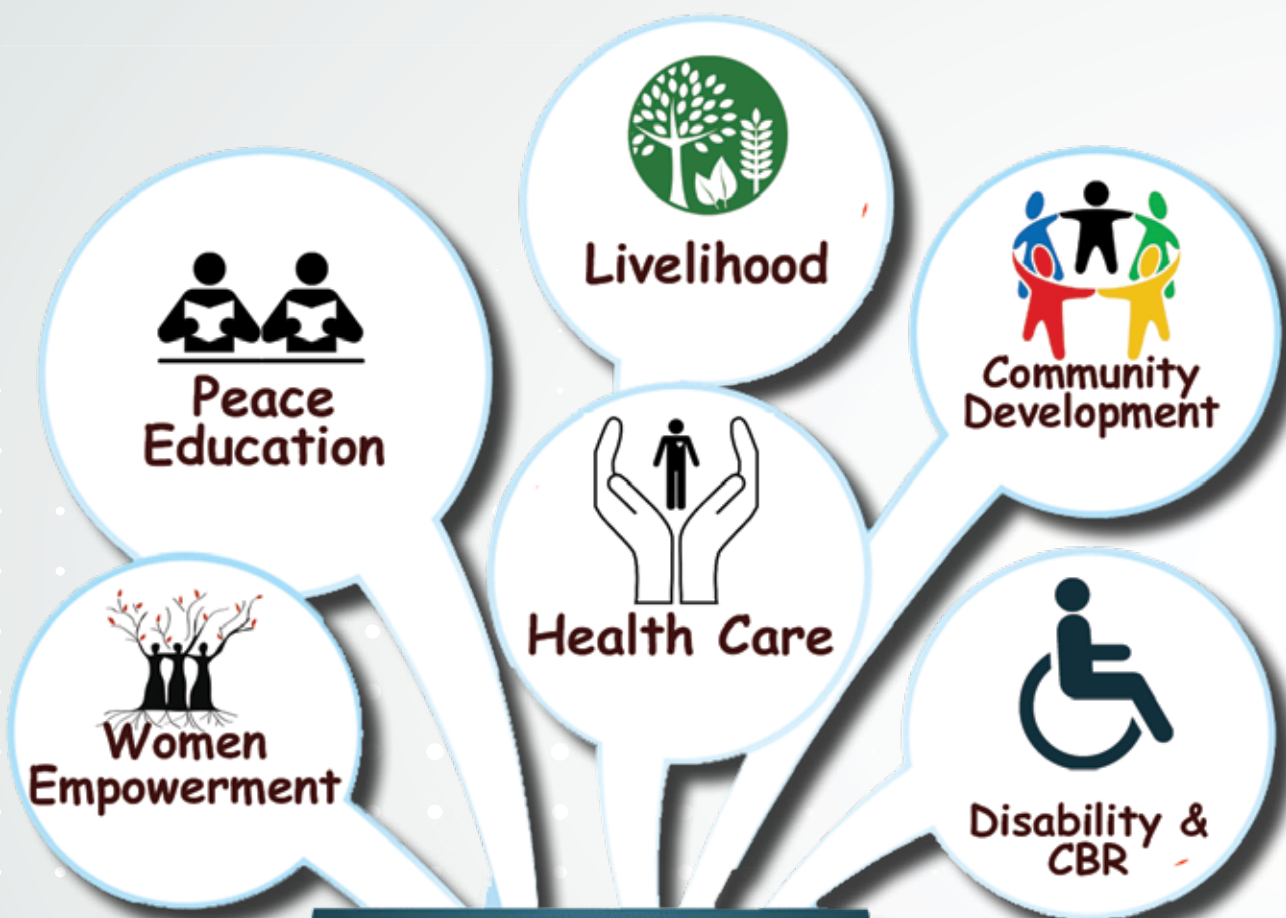 Livelihood
Peace
Education
Community
Development
Health Care
Women
Empowerment
Disability &
CBR